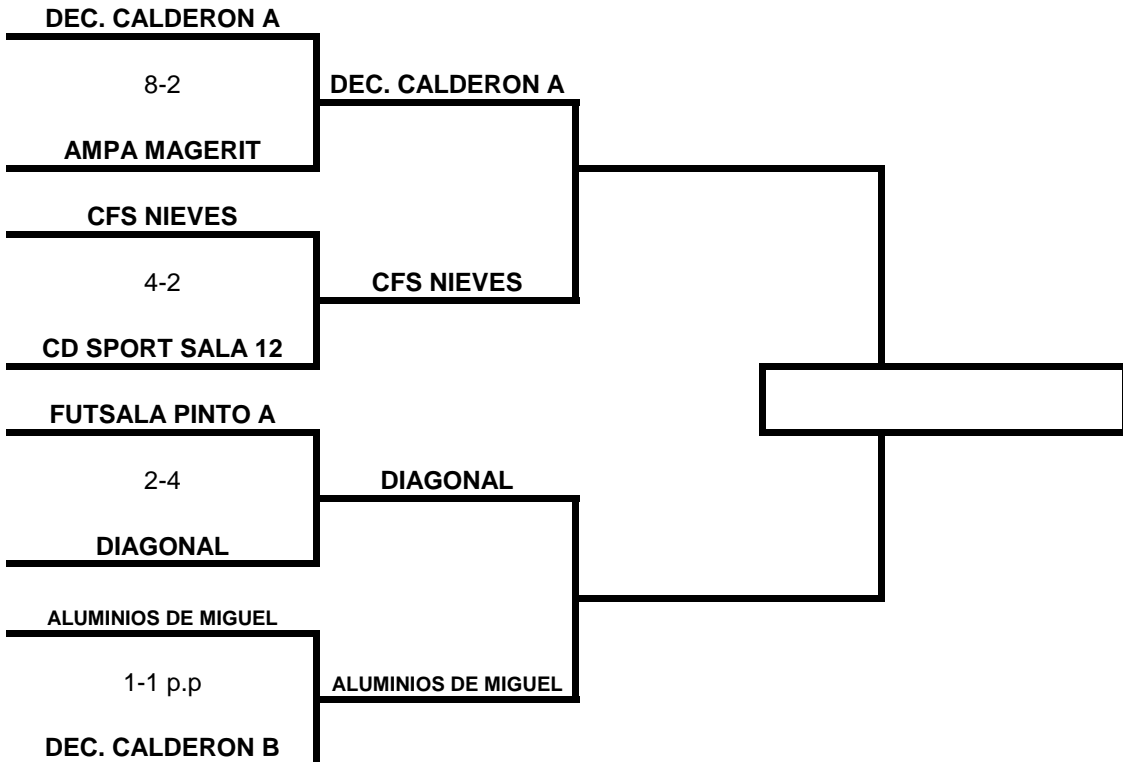 DEC. CALDERON A
8-2
DEC. CALDERON A
AMPA MAGERIT
CFS NIEVES
4-2
CFS NIEVES
CD SPORT SALA 12
FUTSALA PINTO A
2-4
DIAGONAL
DIAGONAL
ALUMINIOS DE MIGUEL
1-1 p.p
ALUMINIOS DE MIGUEL
DEC. CALDERON B